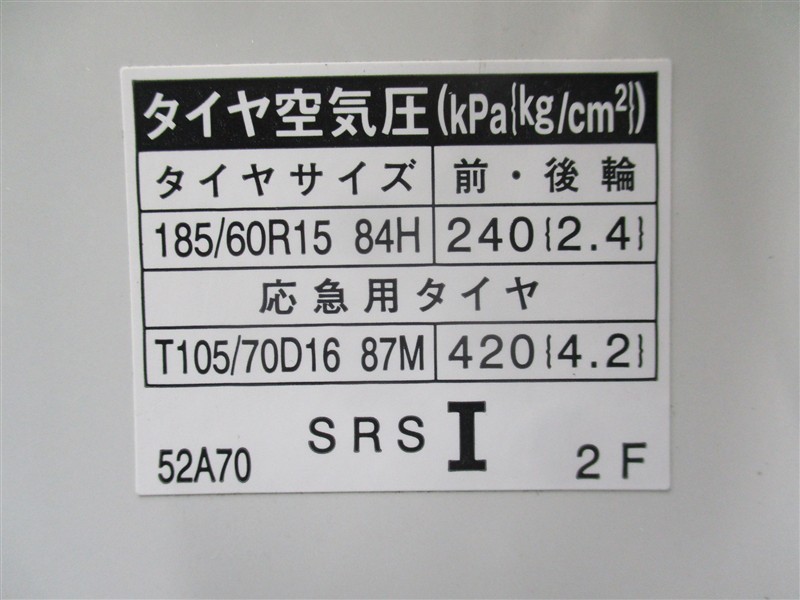 タイヤ空気圧(kPa{kg/cm²})
タイヤサイズ 前・後輪
185/60R15 84H 240{2.4}
応急用タイヤ
T105/70D16 87M 420{4.2}
52A70 SRS I 2F